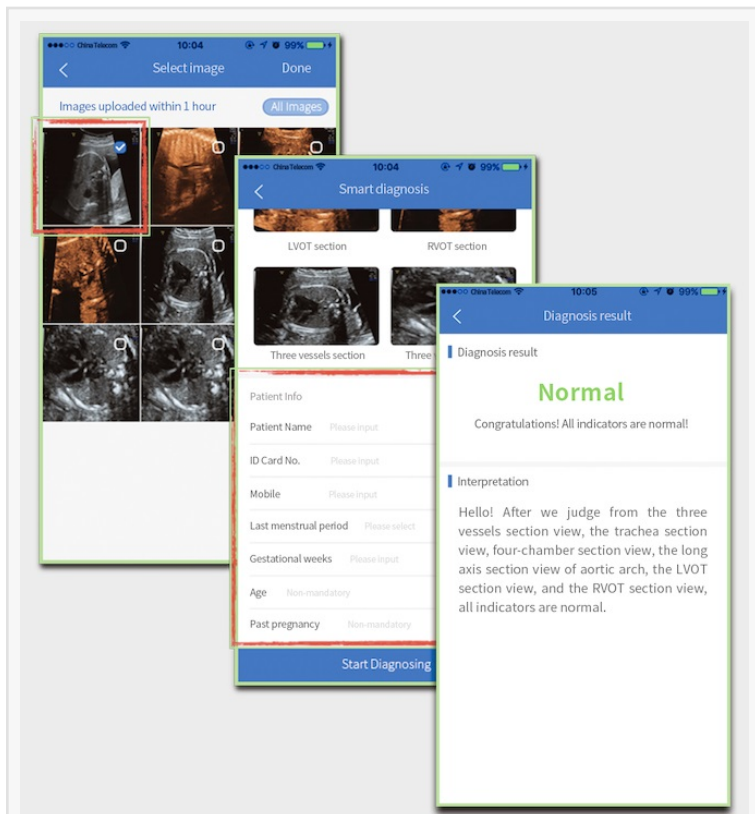 China Telecom
10:04
99%
Select image
Done
Images uploaded within 1 hour
All Images
China Telecom
10:04
99%
Smart diagnosis
LVOT section
RVOT section
Three vessels section
Three
Patient Info
Patient Name Please input
ID Card No. Please input
Mobile Please input
Last menstrual period Please select
Gestational weeks Please input
Age Non-mandatory
Past pregnancy Non-mandatory
Start Diagnosing
China Telecom
10:05
99%
Diagnosis result
Diagnosis result
Normal
Congratulations! All indicators are normal!
Interpretation
Hello! After we judge from the three
vessels section view, the trachea section
view, four-chamber section view, the long
axis section view of aortic arch, the LVOT
section view, and the RVOT section view,
all indicators are normal.